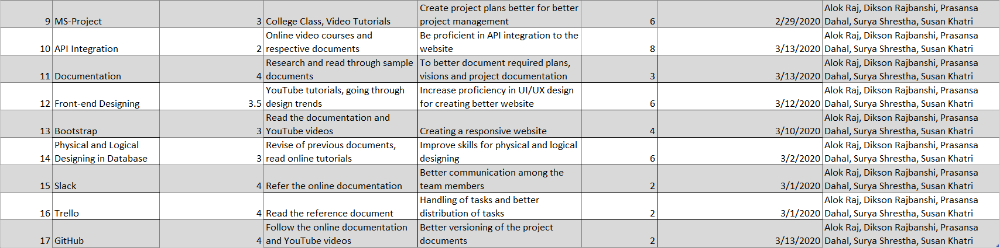 9 MS-Project 3 College Class, Video Tutorials Create project plans better for better project management 6 2/29/2020 Alok Raj, Dikson Rajbanshi, Prasansa Dahal, Surya Shrestha, Susan Khatri
10 API Integration 2 Online video courses and respective documents Be proficient in API integration to the website 8 3/13/2020 Alok Raj, Dikson Rajbanshi, Prasansa Dahal, Surya Shrestha, Susan Khatri
11 Documentation 4 Research and read through sample documents To better document required plans, visions and project documentation 3 3/13/2020 Alok Raj, Dikson Rajbanshi, Prasansa Dahal, Surya Shrestha, Susan Khatri
12 Front-end Designing 3.5 YouTube tutorials, going through design trends Increase proficiency in UI/UX design for creating better website 6 3/12/2020 Alok Raj, Dikson Rajbanshi, Prasansa Dahal, Surya Shrestha, Susan Khatri
13 Bootstrap 3 Read the documentation and YouTube videos Creating a responsive website 4 3/10/2020 Alok Raj, Dikson Rajbanshi, Prasansa Dahal, Surya Shrestha, Susan Khatri
14 Physical and Logical Designing in Database 3 Revise of previous documents, read online tutorials Improve skills for physical and logical designing 6 3/2/2020 Alok Raj, Dikson Rajbanshi, Prasansa Dahal, Surya Shrestha, Susan Khatri
15 Slack 4 Refer the online documentation Better communication among the team members 2 3/1/2020 Alok Raj, Dikson Rajbanshi, Prasansa Dahal, Surya Shrestha, Susan Khatri
16 Trello 4 Read the reference document Handling of tasks and better distribution of tasks 2 3/1/2020 Alok Raj, Dikson Rajbanshi, Prasansa Dahal, Surya Shrestha, Susan Khatri
17 GitHub 4 Follow the online documentation and YouTube videos Better versioning of the project documents 2 3/13/2020 Alok Raj, Dikson Rajbanshi, Prasansa Dahal, Surya Shrestha, Susan Khatri